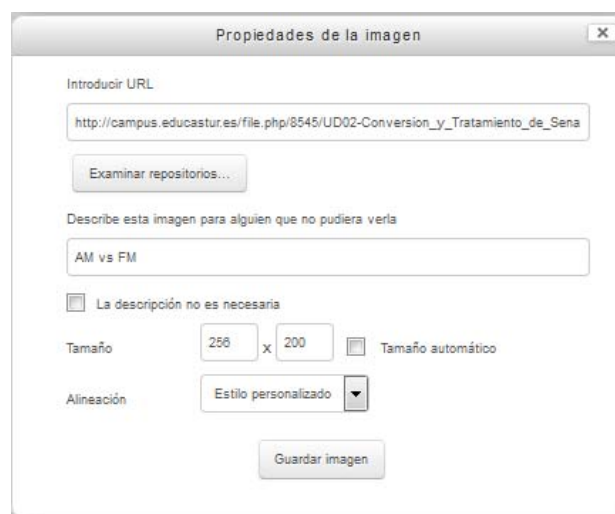 Propiedades de la imagen
Introducir URL
http://campus.educastur.es/file.php/8545/UD02-Conversion_y_Tratamiento_de_Sena
Examinar repositorios...
Describe esta imagen para alguien que no pudiera verla
AM vs FM
La descripción no es necesaria
Tamaño 256 x 200 Tamaño automático
Alineación Estilo personalizado
Guardar imagen